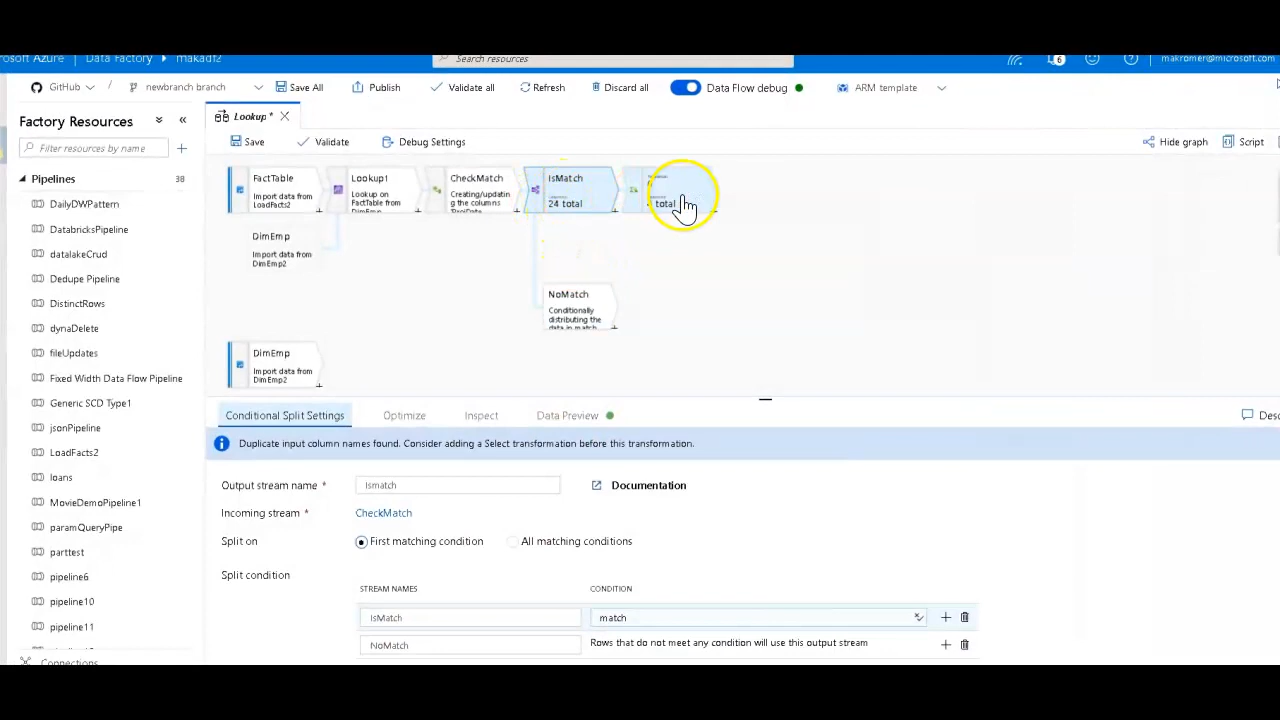 rosoft Azure
Data Factory
makadf2
Search resources
6
makromer@microsoft.com
GitHub
/
newbranch branch
Save All
Publish
Validate all
Refresh
Discard all
Data Flow debug
ARM template
Factory Resources
Lookup *
Filter resources by name
Save
Validate
Debug Settings
Hide graph
Script
Pipelines
38
DailyDWPattern
DatabricksPipeline
datalakeCrud
Dedupe Pipeline
DistinctRows
dynaDelete
fileUpdates
Fixed Width Data Flow Pipeline
Generic SCD Type1
jsonPipeline
LoadFacts2
loans
MovieDemoPipeline1
paramQueryPipe
parttest
pipeline6
pipeline10
pipeline11
Connections
FactTable
Import data from
LoadFacts2
Lookup1
Lookup on
FactTable from
DimEmp
CheckMatch
Creating/updatin
g the columns
IsMatch
24 total
total
DimEmp
Import data from
DimEmp2
NoMatch
Conditionally
distributing the
data in match
DimEmp
Import data from
DimEmp2
Conditional Split Settings
Optimize
Inspect
Data Preview
Desc
Duplicate input column names found. Consider adding a Select transformation before this transformation.
Output stream name *
Ismatch
Documentation
Incoming stream *
CheckMatch
Split on
First matching condition
All matching conditions
Split condition
STREAM NAMES
CONDITION
IsMatch
match
NoMatch
Rows that do not meet any condition will use this output stream